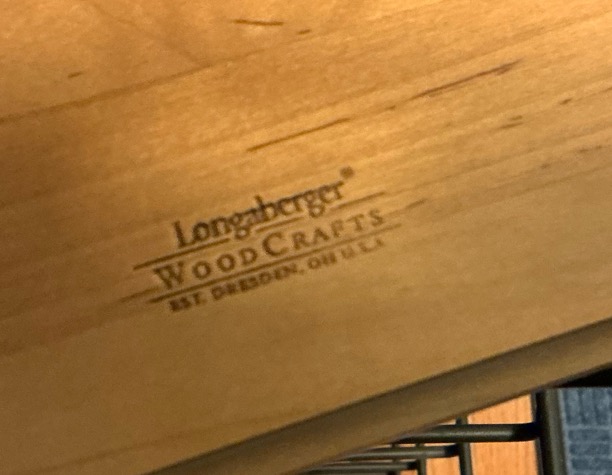 Longaberger®
WOODCRAFTS
EST. DRESDEN, OH U.S.A.